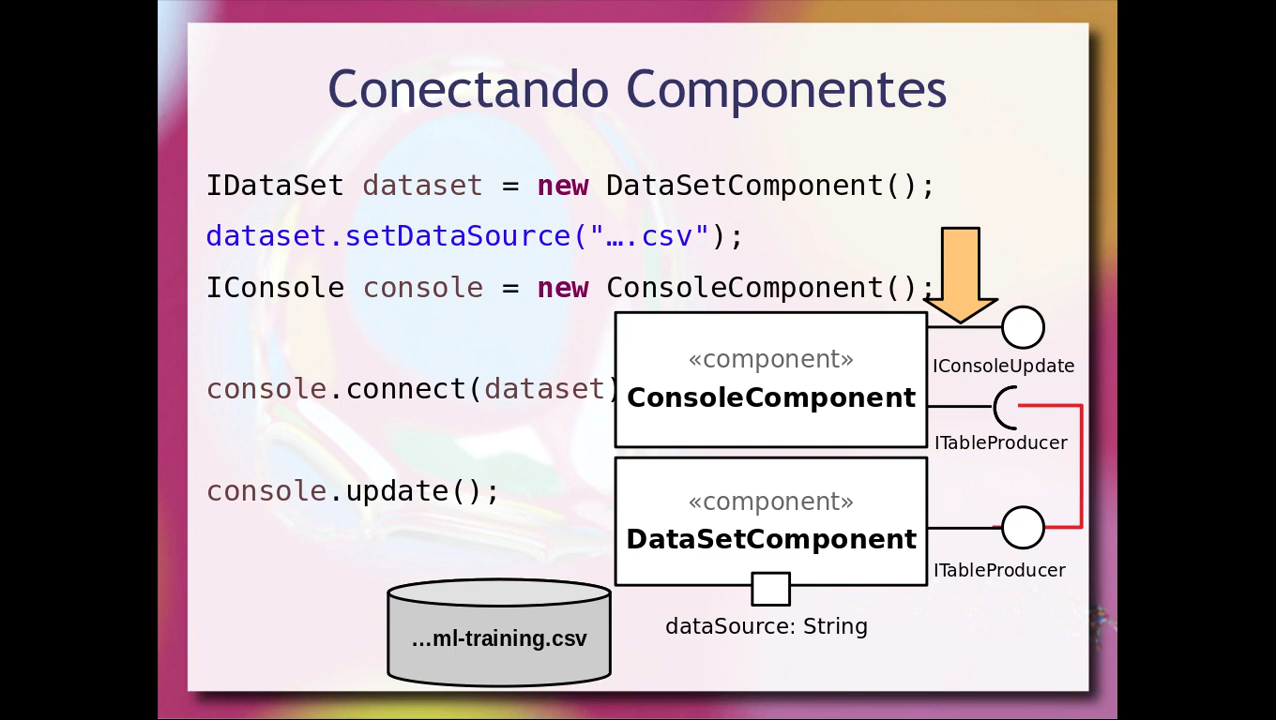 Conectando Componentes
IDataSet dataset = new DataSetComponent();
dataset.setDataSource("….csv");
IConsole console = new ConsoleComponent();
console.connect(dataset)
console.update();
«component»
ConsoleComponent
IConsoleUpdate
ITableProducer
«component»
DataSetComponent
ITableProducer
dataSource: String
...ml-training.csv